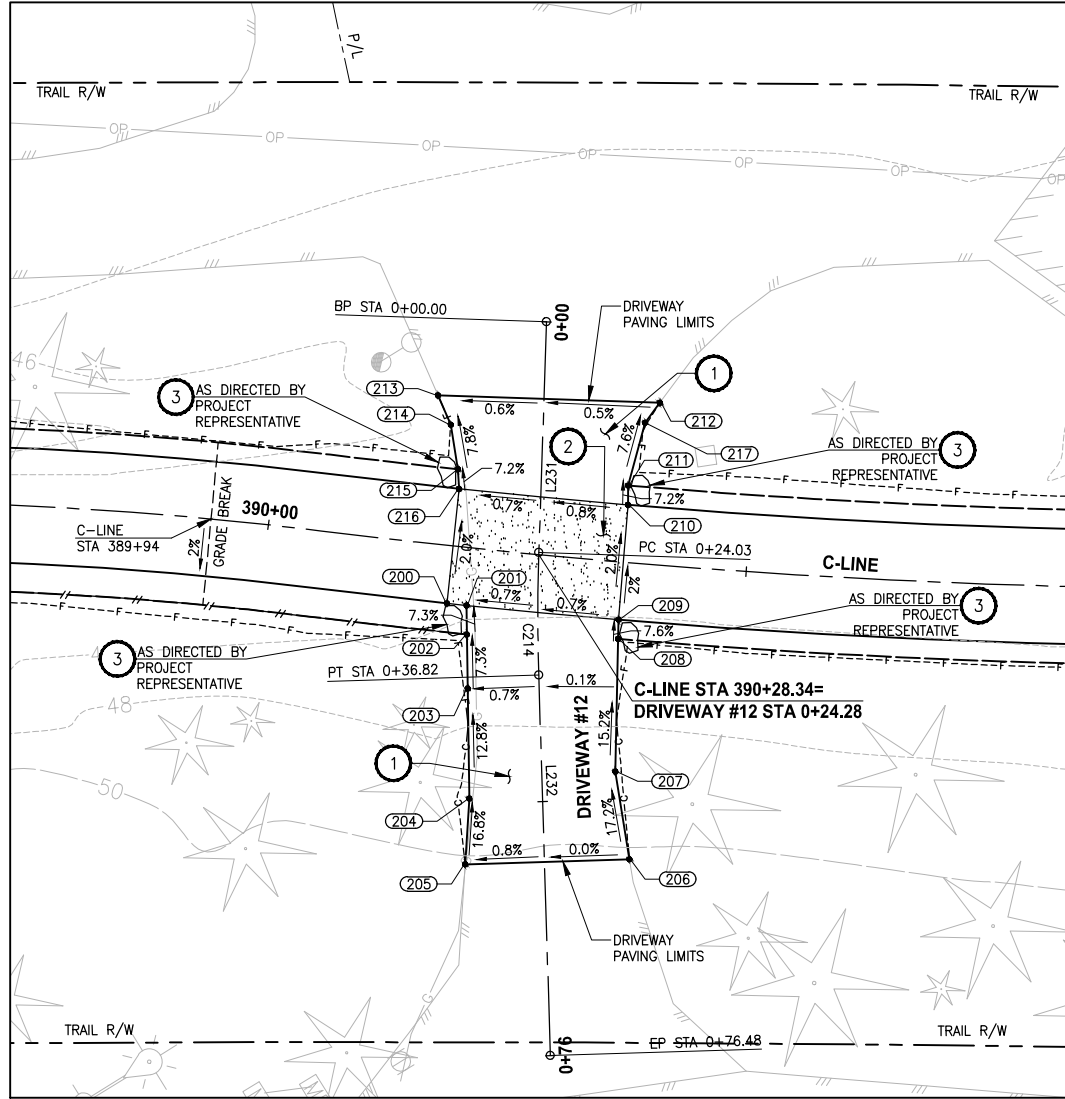 P/L
TRAIL R/W
TRAIL R/W
OP
OP
OP
OP
OP
OP
OP
BP STA 0+00.00
0+00
DRIVEWAY
PAVING LIMITS
46
213
1
3
AS DIRECTED BY
PROJECT
REPRESENTATIVE
214
F
0.6%
0.5%
212
7.8%
7.6%
217
2
AS DIRECTED BY
PROJECT
REPRESENTATIVE
3
211
215
7.2%
L231
7.2%
216
0.7%
0.8%
210
390+00
GRADE BREAK
C-LINE
STA 389+94
2%
2.0%
2.0%
PC STA 0+24.03
C-LINE
2%
200
201
0.7%
0.7%
209
AS DIRECTED BY
PROJECT
REPRESENTATIVE
3
7.3%
7.6%
202
C214
208
3
AS DIRECTED BY
PROJECT
REPRESENTATIVE
7.3%
PT STA 0+36.82
0.7%
0.1%
C-LINE STA 390+28.34=
DRIVEWAY #12 STA 0+24.28
203
48
12.8%
15.2%
DRIVEWAY #12
1
207
50
L232
204
16.8%
17.2%
0.8%
0.0%
205
206
DRIVEWAY
PAVING LIMITS
TRAIL R/W
TRAIL R/W
EP STA 0+76.48
0+76